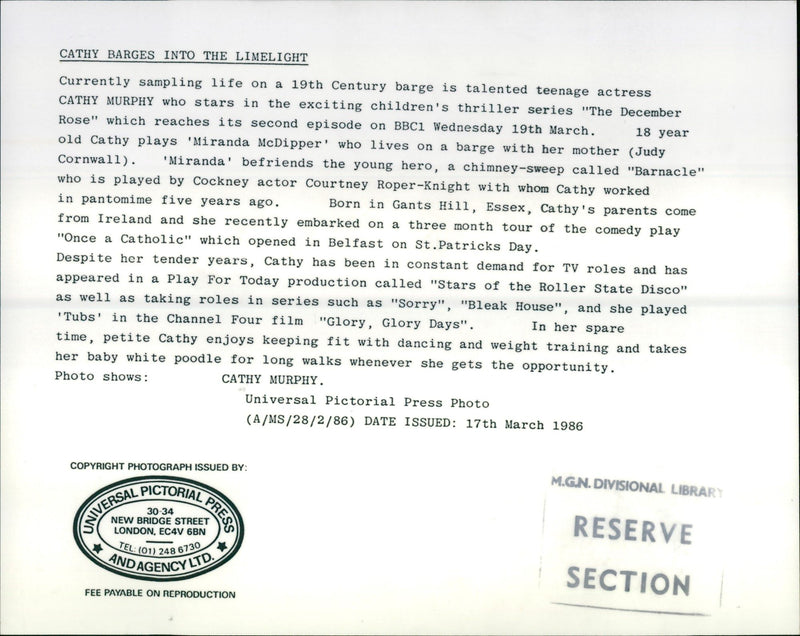 CATHY BARGES INTO THE LIMELIGHT
Currently sampling life on a 19th Century barge is talented teenage actress
CATHY MURPHY who stars in the exciting children's thriller series "The December
Rose" which reaches its second episode on BBC1 Wednesday 19th March. 18 year
old Cathy plays 'Miranda McDipper' who lives on a barge with her mother (Judy
Cornwall). 'Miranda' befriends the young hero, a chimney-sweep called "Barnacle"
who is played by Cockney actor Courtney Roper-Knight with whom Cathy worked
in pantomime five years ago. Born in Gants Hill, Essex, Cathy's parents come
from Ireland and she recently embarked on a three month tour of the comedy play
"Once a Catholic" which opened in Belfast on St.Patricks Day.
Despite her tender years, Cathy has been in constant demand for TV roles and has
appeared in a Play For Today production called "Stars of the Roller State Disco"
as well as taking roles in series such as "Sorry", "Bleak House", and she played
'Tubs' in the Channel Four film "Glory, Glory Days". In her spare
time, petite Cathy enjoys keeping fit with dancing and weight training and takes
her baby white poodle for long walks whenever she gets the opportunity.
Photo shows: CATHY MURPHY.
Universal Pictorial Press Photo
(A/MS/28/2/86) DATE ISSUED: 17th March 1986
COPYRIGHT PHOTOGRAPH ISSUED BY:
UNIVERSAL PICTORIAL PRESS
30-34
NEW BRIDGE STREET
LONDON, EC4V 6BN
TEL: (01) 248 6730
AND AGENCY LTD.
FEE PAYABLE ON REPRODUCTION
M.G.N. DIVISIONAL LIBRARY
RESERVE
SECTION